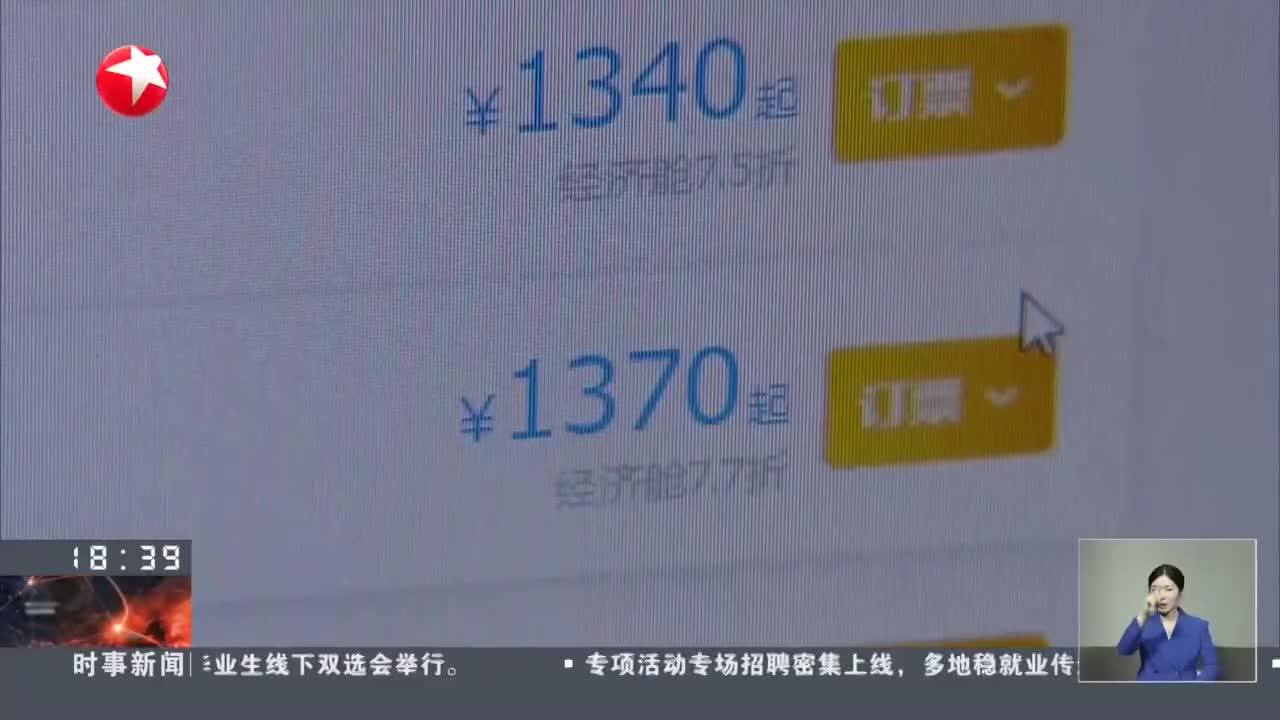 ¥1340起
订票
经济舱7.5折
¥1370起
订票
经济舱7.7折
18:39
时事新闻
业生线下双选会举行。
▪ 专项活动专场招聘密集上线，多地稳就业传